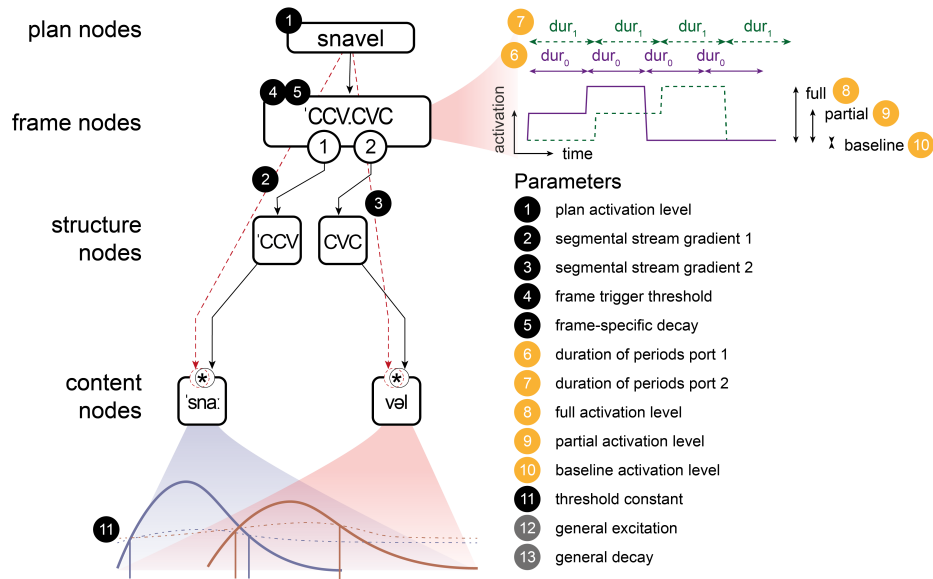 plan nodes
1
snavel
frame nodes
4 5
ˈCCV.CVC
1 2
2
3
structure
nodes
ˈCCV
CVC
content
nodes
*
*
ˈsnaː
vəl
11
7
dur1 dur1 dur1 dur1
6
dur0 dur0 dur0 dur0
activation
time
full 8
partial 9
baseline 10
Parameters
1 plan activation level
2 segmental stream gradient 1
3 segmental stream gradient 2
4 frame trigger threshold
5 frame-specific decay
6 duration of periods port 1
7 duration of periods port 2
8 full activation level
9 partial activation level
10 baseline activation level
11 threshold constant
12 general excitation
13 general decay